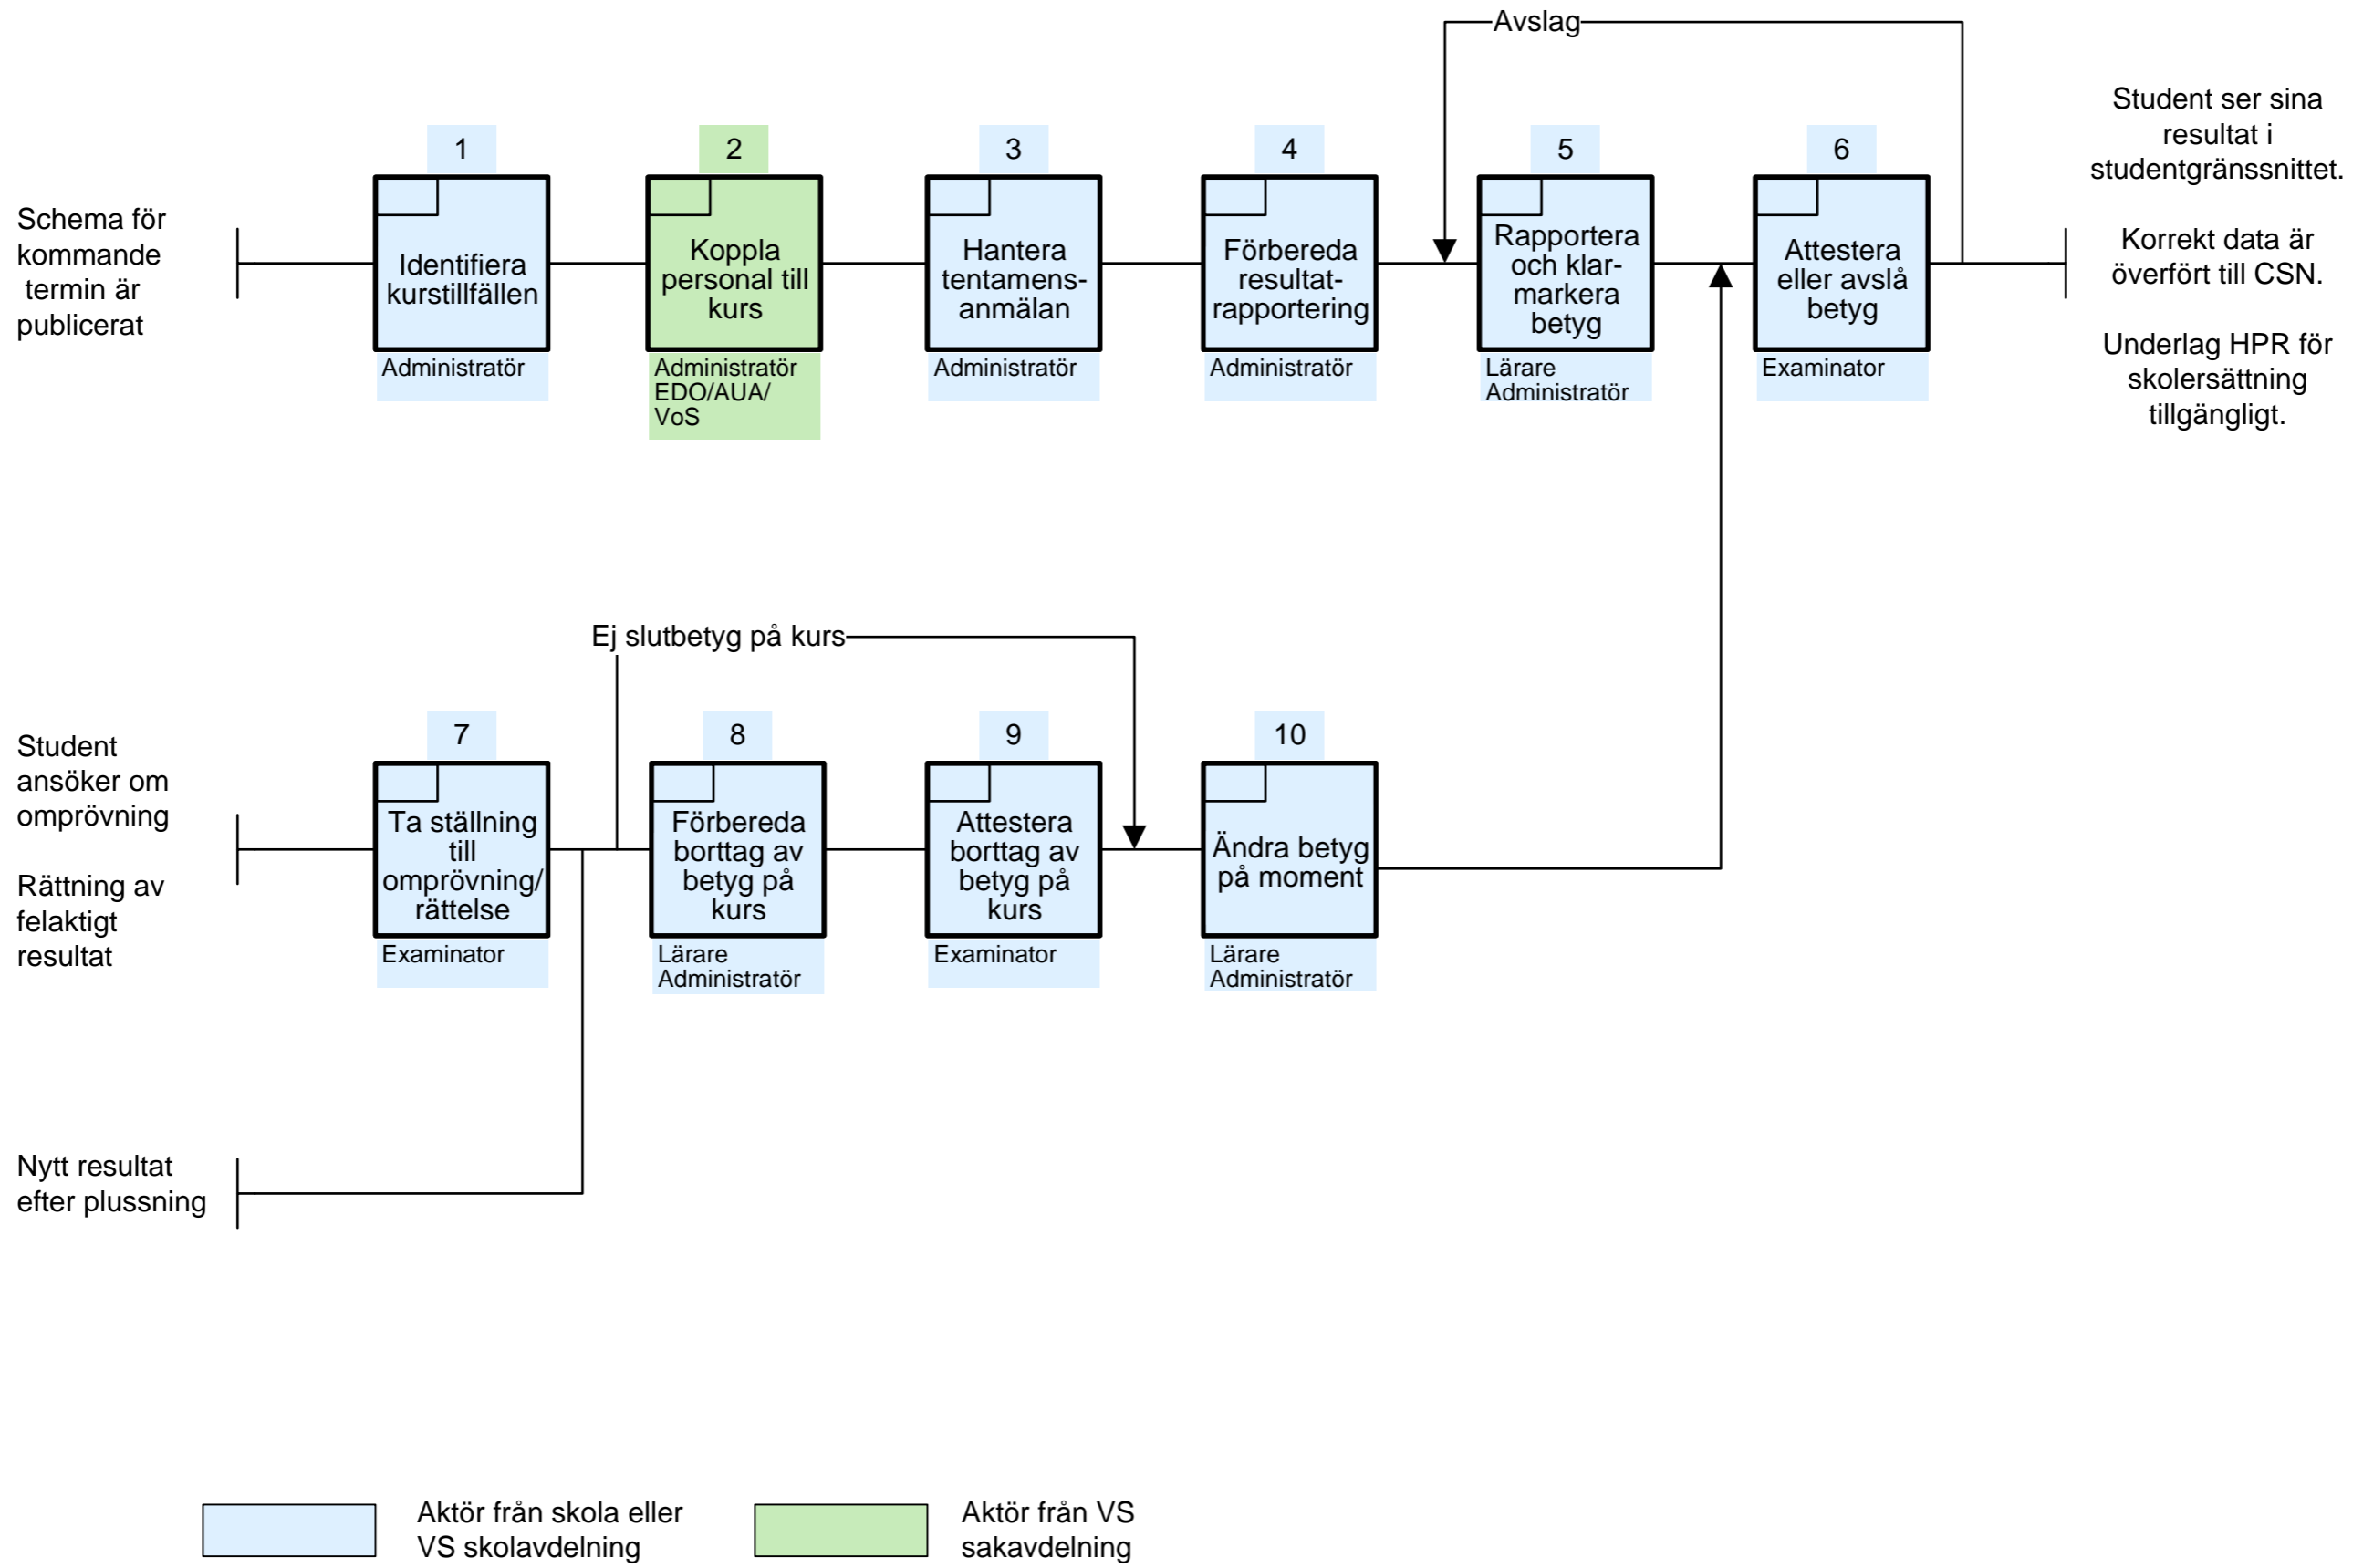 Avslag
Student ser sina
resultat i
studentgränssnittet.
Korrekt data är
överfört till CSN.
Underlag HPR för
skolersättning
tillgängligt.
Schema för
kommande
termin är
publicerat
1
Identifiera
kurstillfällen
Administratör
2
Koppla
personal till
kurs
Administratör
EDO/AUA/
VoS
3
Hantera
tentamens-
anmälan
Administratör
4
Förbereda
resultat-
rapportering
Administratör
5
Rapportera
och klar-
markera
betyg
Lärare
Administratör
6
Attestera
eller avslå
betyg
Examinator
Ej slutbetyg på kurs
Student
ansöker om
omprövning
Rättning av
felaktigt
resultat
7
Ta ställning
till
omprövning/
rättelse
Examinator
8
Förbereda
borttag av
betyg på
kurs
Lärare
Administratör
9
Attestera
borttag av
betyg på
kurs
Examinator
10
Ändra betyg
på moment
Lärare
Administratör
Nytt resultat
efter plussning
Aktör från skola eller
VS skolavdelning
Aktör från VS
sakavdelning